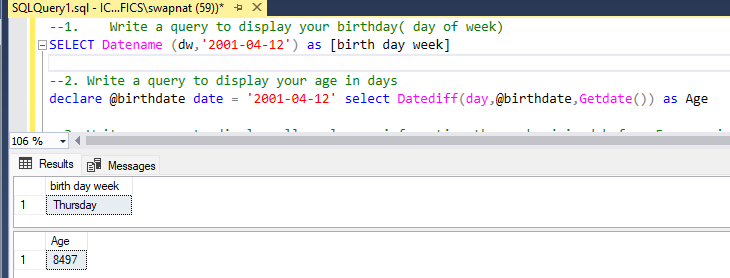 SQLQuery1.sql - IC...FICS\swapnat (59))*
--1. Write a query to display your birthday( day of week)
SELECT Datename (dw,'2001-04-12') as [birth day week]
--2. Write a query to display your age in days
declare @birthdate date = '2001-04-12' select Datediff(day,@birthdate,Getdate()) as Age
106 %
Results Messages
birth day week
1 Thursday
Age
1 8497